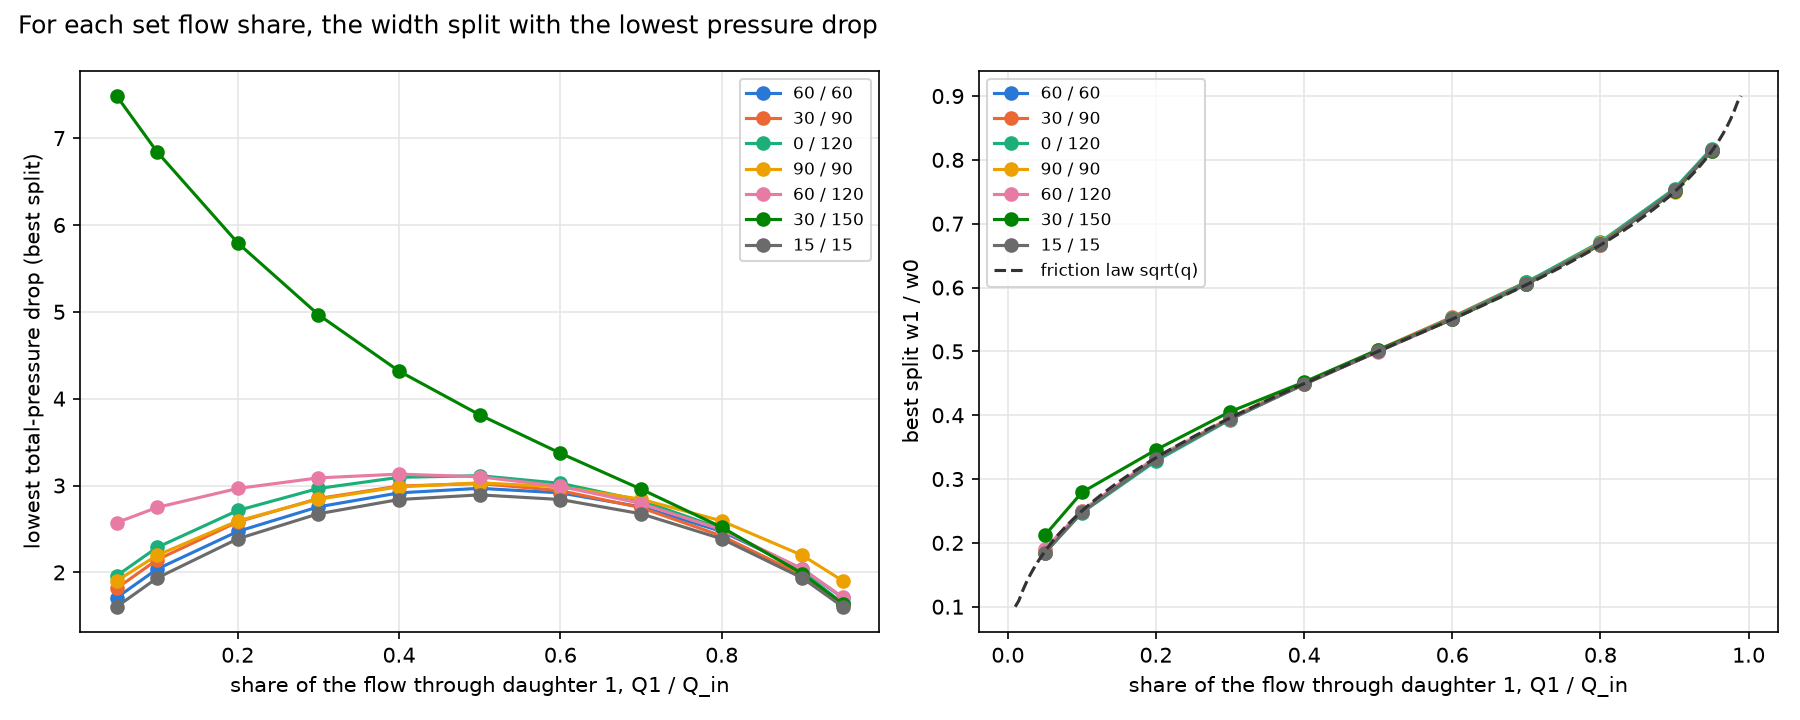 For each set flow share, the width split with the lowest pressure drop
lowest total-pressure drop (best split)
7
6
5
4
3
2
0.2
0.4
0.6
0.8
share of the flow through daughter 1, Q1 / Q_in
60 / 60
30 / 90
0 / 120
90 / 90
60 / 120
30 / 150
15 / 15
best split w1 / w0
0.9
0.8
0.7
0.6
0.5
0.4
0.3
0.2
0.1
0.0
0.2
0.4
0.6
0.8
1.0
share of the flow through daughter 1, Q1 / Q_in
60 / 60
30 / 90
0 / 120
90 / 90
60 / 120
30 / 150
15 / 15
friction law sqrt(q)